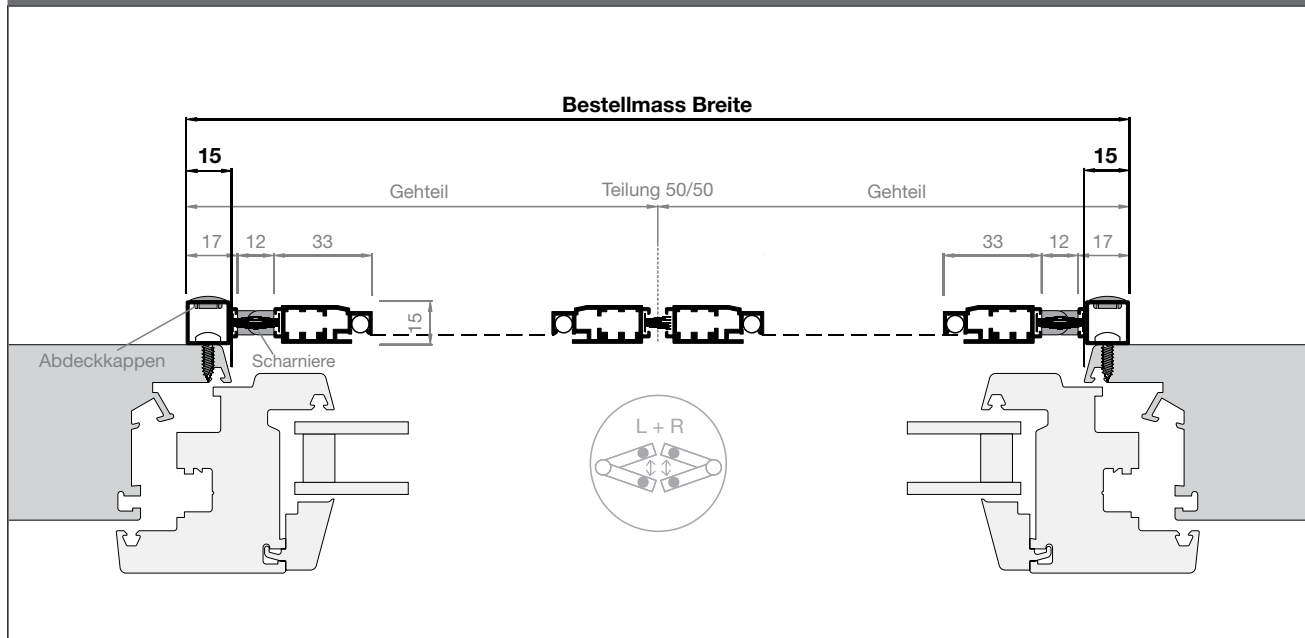 Bestellmass Breite
15 15
Gehteil Teilung 50/50 Gehteil
17 12 33 33 12 17
15
Abdeckkappen Scharniere
L + R